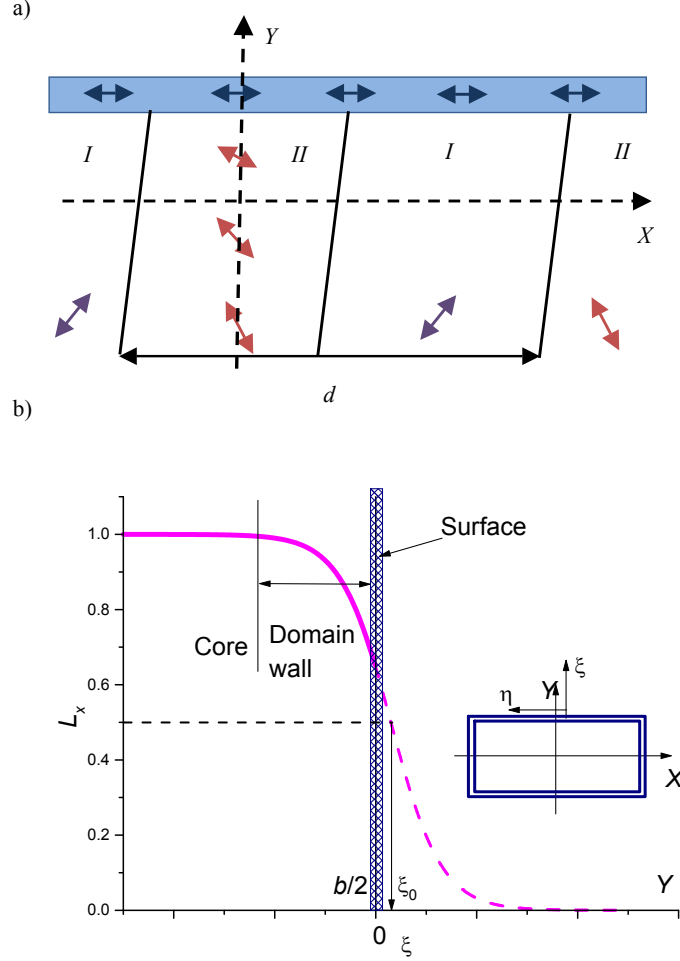 a)
Y
I II I II
X
d
b)
1.0
Surface
0.8
Core Domain
wall
ξ
η Y
0.6
Lx
0.4
X
0.2
b/2 ξ0 Y
0.0
0 ξ